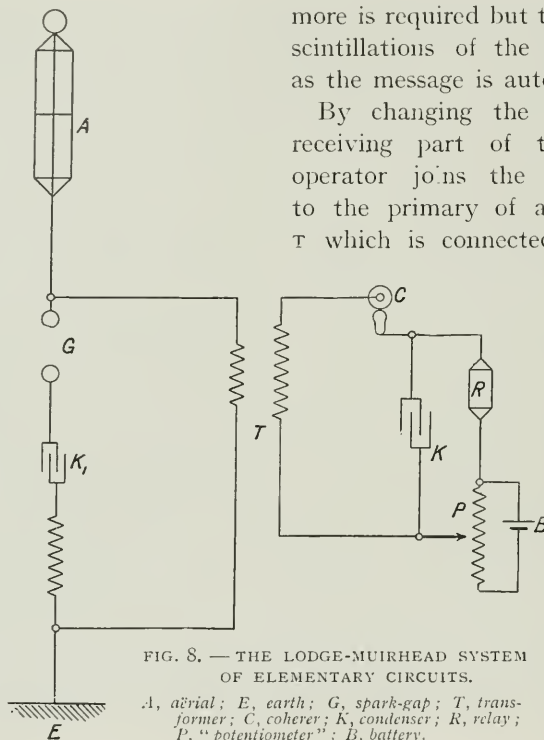 more is required but t
scintillations of the
as the message is auto
By changing the
receiving part of t
operator joins the
to the primary of a
T which is connected
A
G
K₁
E
T
C
K
R
P
B
FIG. 8. — THE LODGE-MUIRHEAD SYSTEM
OF ELEMENTARY CIRCUITS.
A, aërial; E, earth; G, spark-gap; T, trans-
former; C, coherer; K, condenser; R, relay;
P, "potentiometer"; B, battery.